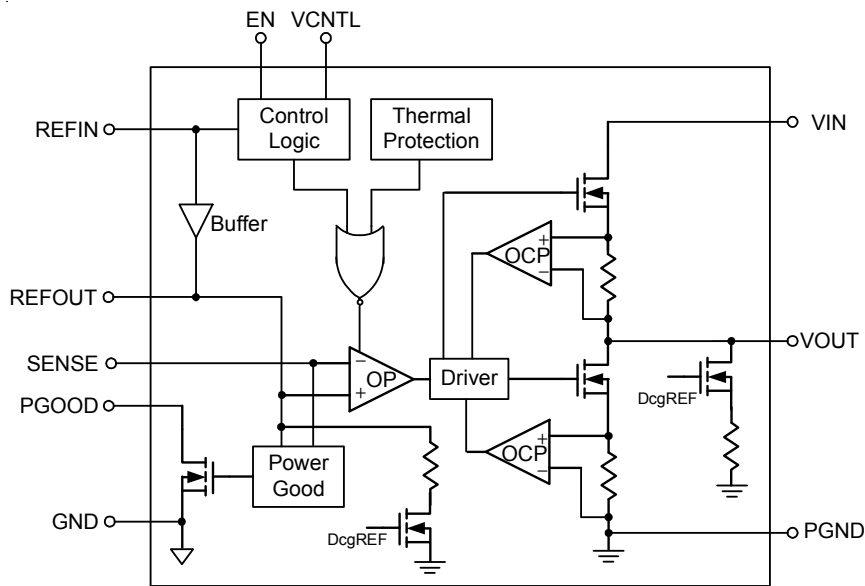 EN VCNTL
REFIN
Control
Logic
Thermal
Protection
VIN
Buffer
+
OCP
−
REFOUT
VOUT
SENSE
−
OP
+
Driver
DcgREF
PGOOD
+
OCP
−
Power
Good
GND
DcgREF
PGND